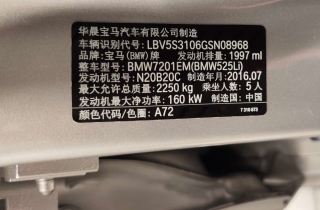 华晨宝马汽车有限公司制造
车辆识别代号: LBV5S3106GSN08968
品牌: 宝马(BMW)牌 发动机排量: 1997 ml
整车型号: BMW7201EM(BMW525Li)
发动机型号: N20B20C 制造年月: 2016.07
最大允许总质量: 2250 kg 乘坐人数: 5 人
发动机最大净功率: 160 kW 制造国: 中国
颜色代码/色圈: A72
7 310 673